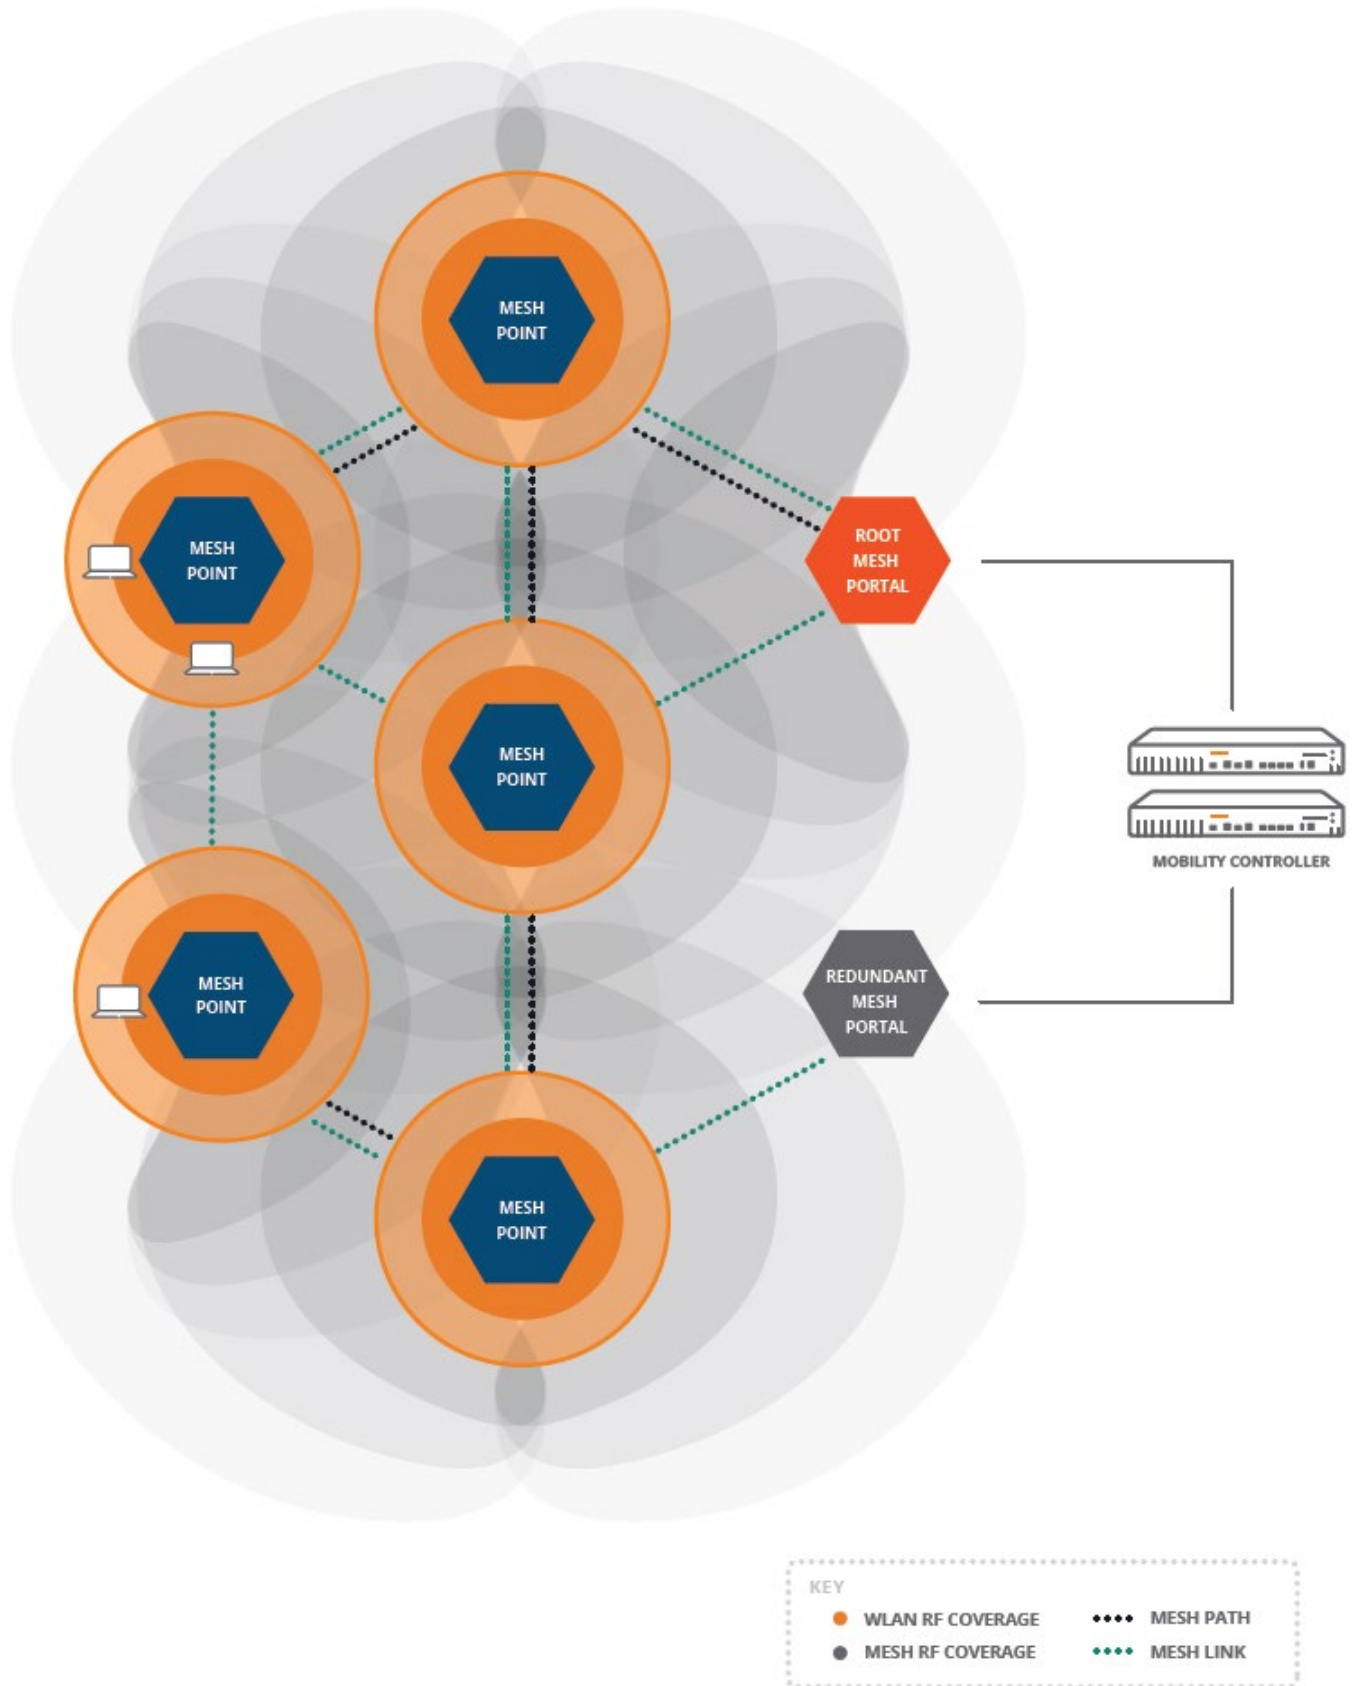 MESH
POINT
MESH
POINT
ROOT
MESH
PORTAL
MESH
POINT
MOBILITY CONTROLLER
MESH
POINT
REDUNDANT
MESH
PORTAL
MESH
POINT
KEY
WLAN RF COVERAGE
MESH PATH
MESH RF COVERAGE
MESH LINK